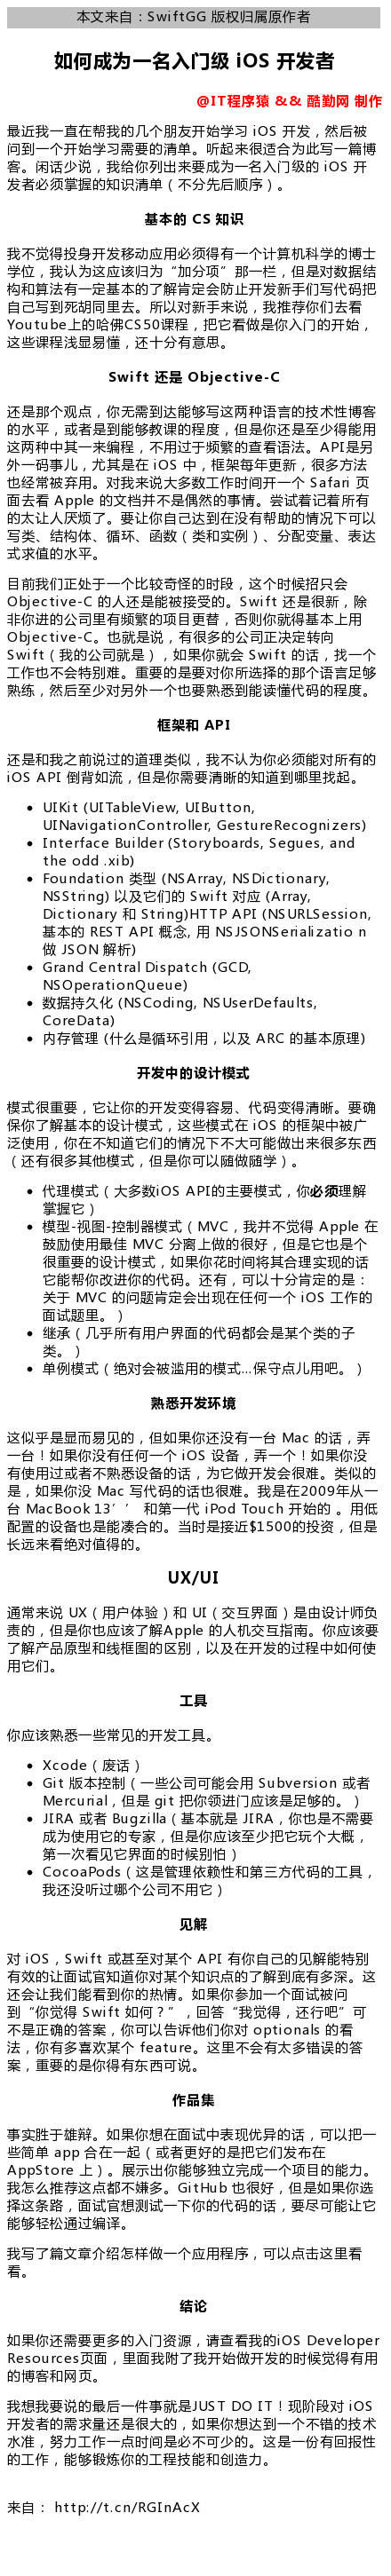 本文来自：SwiftGG 版权归属原作者
如何成为一名入门级 iOS 开发者
@IT程序猿 && 酷勤网 制作
最近我一直在帮我的几个朋友开始学习 iOS 开发，然后被
问到一个开始学习需要的清单。听起来很适合为此写一篇博
客。闲话少说，我给你列出来要成为一名入门级的 iOS 开
发者必须掌握的知识清单（不分先后顺序）。
基本的 CS 知识
我不觉得投身开发移动应用必须得有一个计算机科学的博士
学位，我认为这应该归为“加分项”那一栏，但是对数据结
构和算法有一定基本的了解肯定会防止开发新手们写代码把
自己写到死胡同里去。所以对新手来说，我推荐你们去看
Youtube上的哈佛CS50课程，把它看做是你入门的开始，
这些课程浅显易懂，还十分有意思。
Swift 还是 Objective-C
还是那个观点，你无需到达能够写这两种语言的技术性博客
的水平，或者是到能够教课的程度，但是你还是至少得能用
这两种中其一来编程，不用过于频繁的查看语法。API是另
外一码事儿，尤其是在 iOS 中，框架每年更新，很多方法
也经常被弃用。对我来说大多数工作时间开一个 Safari 页
面去看 Apple 的文档并不是偶然的事情。尝试着记着所有
的太让人厌烦了。要让你自己达到在没有帮助的情况下可以
写类、结构体、循环、函数（类和实例）、分配变量、表达
式求值的水平。
目前我们正处于一个比较奇怪的时段，这个时候招只会
Objective-C 的人还是能被接受的。Swift 还是很新，除
非你进的公司里有频繁的项目更替，否则你就得基本上用
Objective-C。也就是说，有很多的公司正决定转向
Swift（我的公司就是），如果你就会 Swift 的话，找一个
工作也不会特别难。重要的是要对你所选择的那个语言足够
熟练，然后至少对另外一个也要熟悉到能读懂代码的程度。
框架和 API
还是和我之前说过的道理类似，我不认为你必须能对所有的
iOS API 倒背如流，但是你需要清晰的知道到哪里找起。
• UIKit (UITableView, UIButton,
UINavigationController, GestureRecognizers)
• Interface Builder (Storyboards, Segues, and
the odd .xib)
• Foundation 类型 (NSArray, NSDictionary,
NSString) 以及它们的 Swift 对应 (Array,
Dictionary 和 String)HTTP API (NSURLSession,
基本的 REST API 概念, 用 NSJSONSerializatio n
做 JSON 解析)
• Grand Central Dispatch (GCD,
NSOperationQueue)
• 数据持久化 (NSCoding, NSUserDefaults,
CoreData)
• 内存管理 (什么是循环引用，以及 ARC 的基本原理)
开发中的设计模式
模式很重要，它让你的开发变得容易、代码变得清晰。要确
保你了解基本的设计模式，这些模式在 iOS 的框架中被广
泛使用，你在不知道它们的情况下不大可能做出来很多东西
（还有很多其他模式，但是你可以随做随学）。
• 代理模式（大多数iOS API的主要模式，你必须理解
掌握它）
• 模型-视图-控制器模式（MVC，我并不觉得 Apple 在
鼓励使用最佳 MVC 分离上做的很好，但是它也是个
很重要的设计模式，如果你花时间将其合理实现的话
它能帮你改进你的代码。还有，可以十分肯定的是：
关于 MVC 的问题肯定会出现在任何一个 iOS 工作的
面试题里。）
• 继承（几乎所有用户界面的代码都会是某个类的子
类。）
• 单例模式（绝对会被滥用的模式…保守点儿用吧。）
熟悉开发环境
这似乎是显而易见的，但如果你还没有一台 Mac 的话，弄
一台！如果你没有任何一个 iOS 设备，弄一个！如果你没
有使用过或者不熟悉设备的话，为它做开发会很难。类似的
是，如果你没 Mac 写代码的话也很难。我是在2009年从一
台 MacBook 13’’ 和第一代 iPod Touch 开始的 。用低
配置的设备也是能凑合的。当时是接近$1500的投资，但是
长远来看绝对值得的。
UX/UI
通常来说 UX（用户体验）和 UI（交互界面）是由设计师负
责的，但是你也应该了解Apple 的人机交互指南。你应该要
了解产品原型和线框图的区别，以及在开发的过程中如何使
用它们。
工具
你应该熟悉一些常见的开发工具。
• Xcode（废话）
• Git 版本控制（一些公司可能会用 Subversion 或者
Mercurial，但是 git 把你领进门应该是足够的。）
• JIRA 或者 Bugzilla（基本就是 JIRA，你也是不需要
成为使用它的专家，但是你应该至少把它玩个大概，
第一次看见它界面的时候别怕）
• CocoaPods（这是管理依赖性和第三方代码的工具，
我还没听过哪个公司不用它）
见解
对 iOS，Swift 或甚至对某个 API 有你自己的见解能特别
有效的让面试官知道你对某个知识点的了解到底有多深。这
还会让我们能看到你的热情。如果你参加一个面试被问
到“你觉得 Swift 如何？”，回答“我觉得，还行吧”可
不是正确的答案，你可以告诉他们你对 optionals 的看
法，你有多喜欢某个 feature。这里不会有太多错误的答
案，重要的是你得有东西可说。
作品集
事实胜于雄辩。如果你想在面试中表现优异的话，可以把一
些简单 app 合在一起（或者更好的是把它们发布在
AppStore 上）。展示出你能够独立完成一个项目的能力。
我怎么推荐这点都不嫌多。GitHub 也很好，但是如果你选
择这条路，面试官想测试一下你的代码的话，要尽可能让它
能够轻松通过编译。
我写了篇文章介绍怎样做一个应用程序，可以点击这里看
看。
结论
如果你还需要更多的入门资源，请查看我的iOS Developer
Resources页面，里面我附了我开始做开发的时候觉得有用
的博客和网页。
我想我要说的最后一件事就是JUST DO IT！现阶段对 iOS
开发者的需求量还是很大的，如果你想达到一个不错的技术
水准，努力工作一点时间是必不可少的。这是一份有回报性
的工作，能够锻炼你的工程技能和创造力。
来自： http://t.cn/RGInAcX